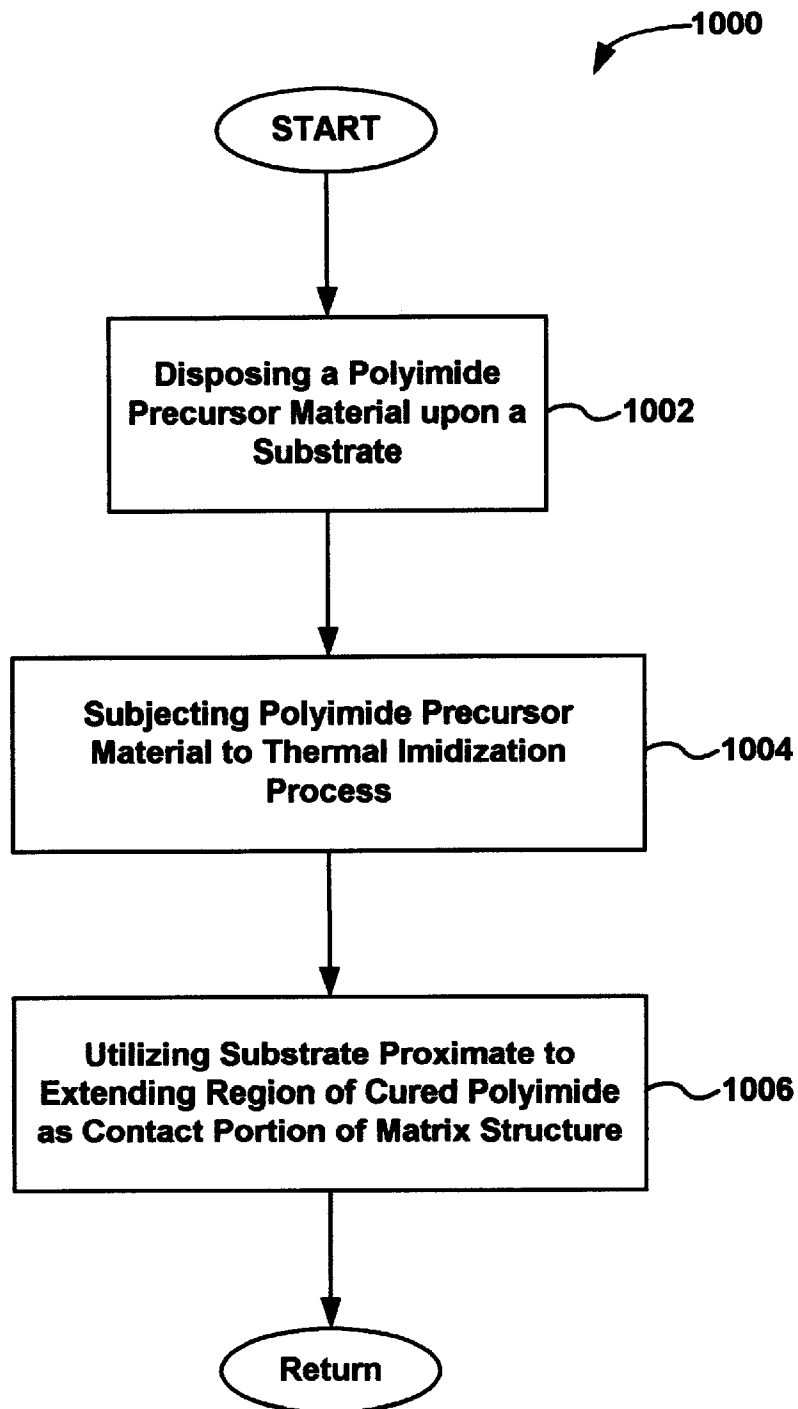 1000
START
Disposing a Polyimide
Precursor Material upon a
Substrate
1002
Subjecting Polyimide Precursor
Material to Thermal Imidization
Process
1004
Utilizing Substrate Proximate to
Extending Region of Cured Polyimide
as Contact Portion of Matrix Structure
1006
Return